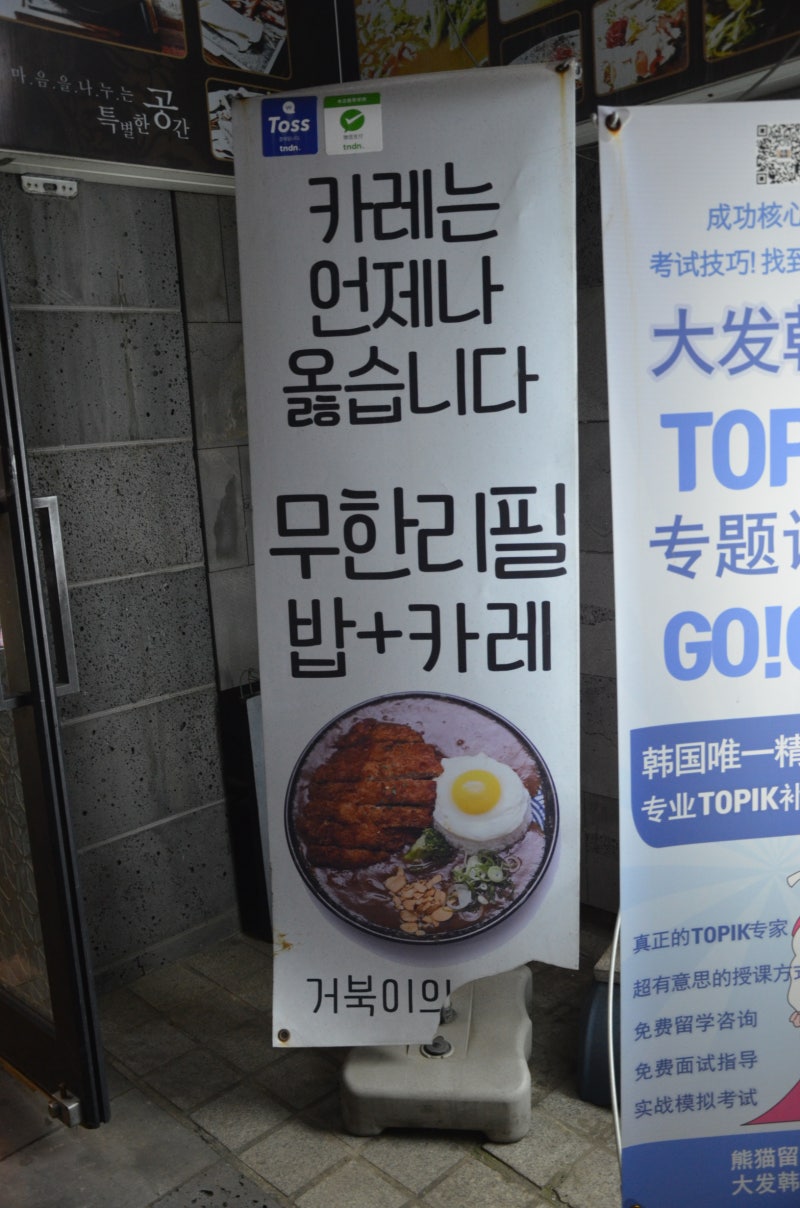 마.음.을.나.누.는
특별한 공간
Toss
tndn.
tndn.
카레는
언제나
옳습니다
무한리필
밥+카레
거북이의
成功核心
考试技巧! 找到
大发韩
TOP
专题
GO!
韩国唯一精
专业TOPIK补
真正的TOPIK专家
超有意思的授课方式
免费留学咨询
免费面试指导
实战模拟考试
熊猫留
大发韩